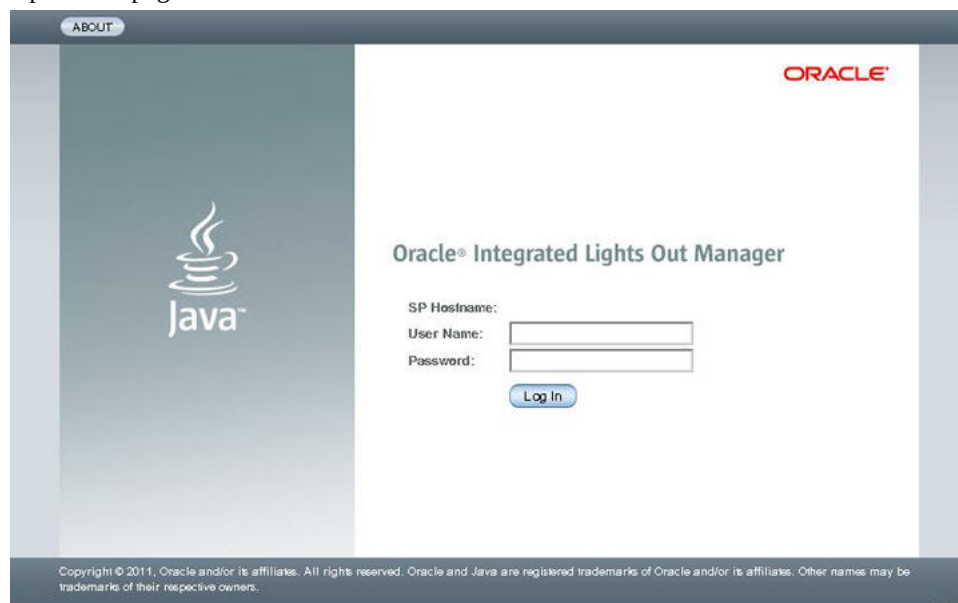 ABOUT
ORACLE®
Java™
Oracle® Integrated Lights Out Manager
SP Hostname:
User Name:
Password:
Log In
Copyright © 2011, Oracle and/or its affiliates. All rights reserved. Oracle and Java are registered trademarks of Oracle and/or its affiliates. Other names may be
trademarks of their respective owners.